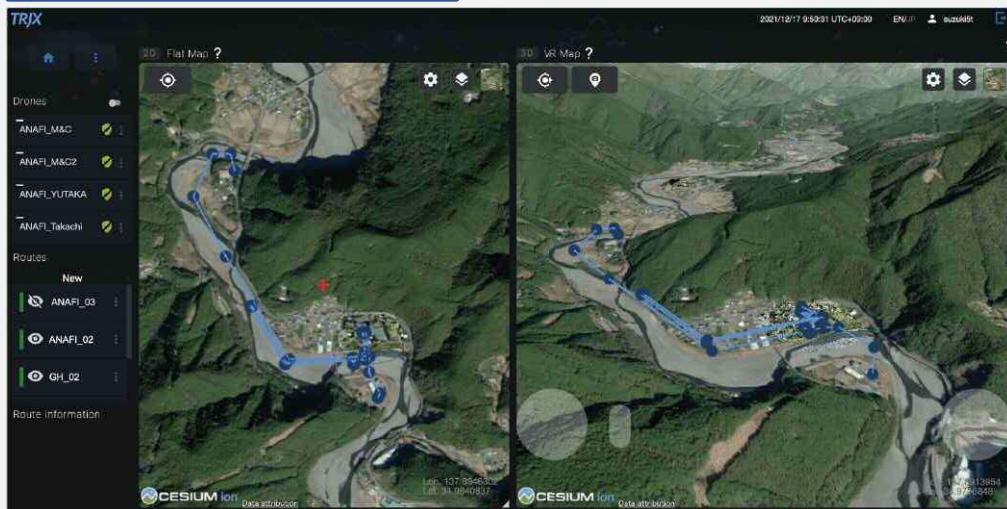 TRJX
2021/12/17 9:50:31 UTC+09:00 EN/JP suzuki5t
2D Flat Map ?
3D VR Map ?
Drones
ANAFI_M&C
ANAFI_M&C2
ANAFI_YUTAKA
ANAFI_Takachi
Routes
New
ANAFI_03
ANAFI_02
GH_02
Route information
CESIUM ion
Data attribution
CESIUM ion
Data attribution